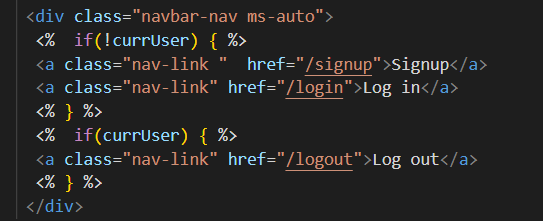 <div class="navbar-nav ms-auto">
<%  if(!currUser) { %>
<a class="nav-link "  href="/signup">Signup</a>
<a class="nav-link" href="/login">Log in</a>
<% } %>
<%  if(currUser) { %>
<a class="nav-link" href="/logout">Log out</a>
<% } %>
</div>